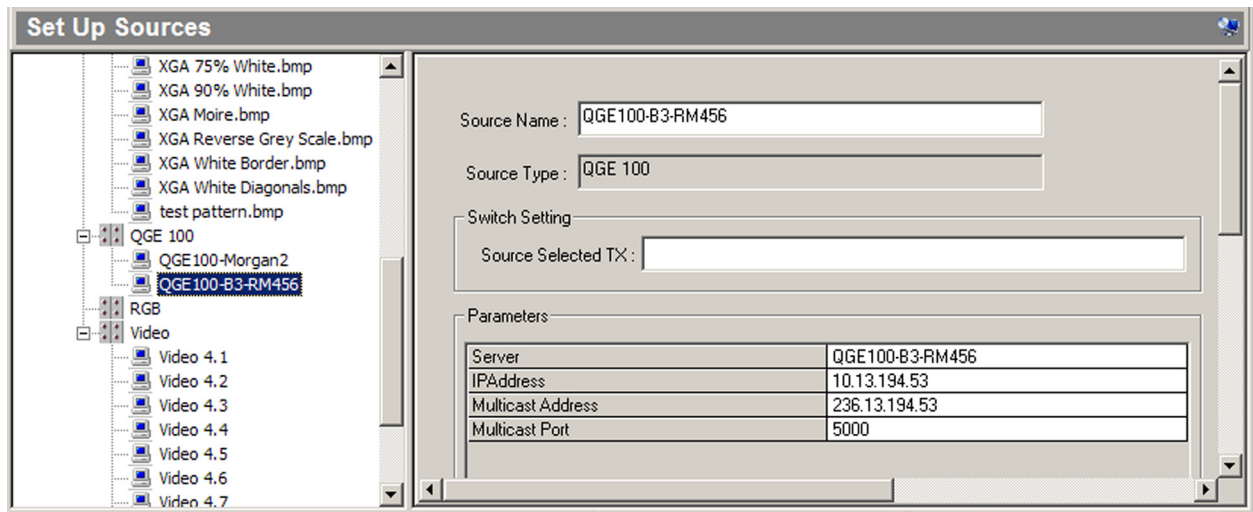 Set Up Sources
XGA 75% White.bmp
XGA 90% White.bmp
XGA Moire.bmp
XGA Reverse Grey Scale.bmp
XGA White Border.bmp
XGA White Diagonals.bmp
test pattern.bmp
QGE 100
QGE100-Morgan2
QGE100-B3-RM456
RGB
Video
Video 4.1
Video 4.2
Video 4.3
Video 4.4
Video 4.5
Video 4.6
Video 4.7
Source Name : QGE100-B3-RM456
Source Type : QGE 100
Switch Setting
Source Selected TX :
Parameters
Server QGE100-B3-RM456
IPAddress 10.13.194.53
Multicast Address 236.13.194.53
Multicast Port 5000